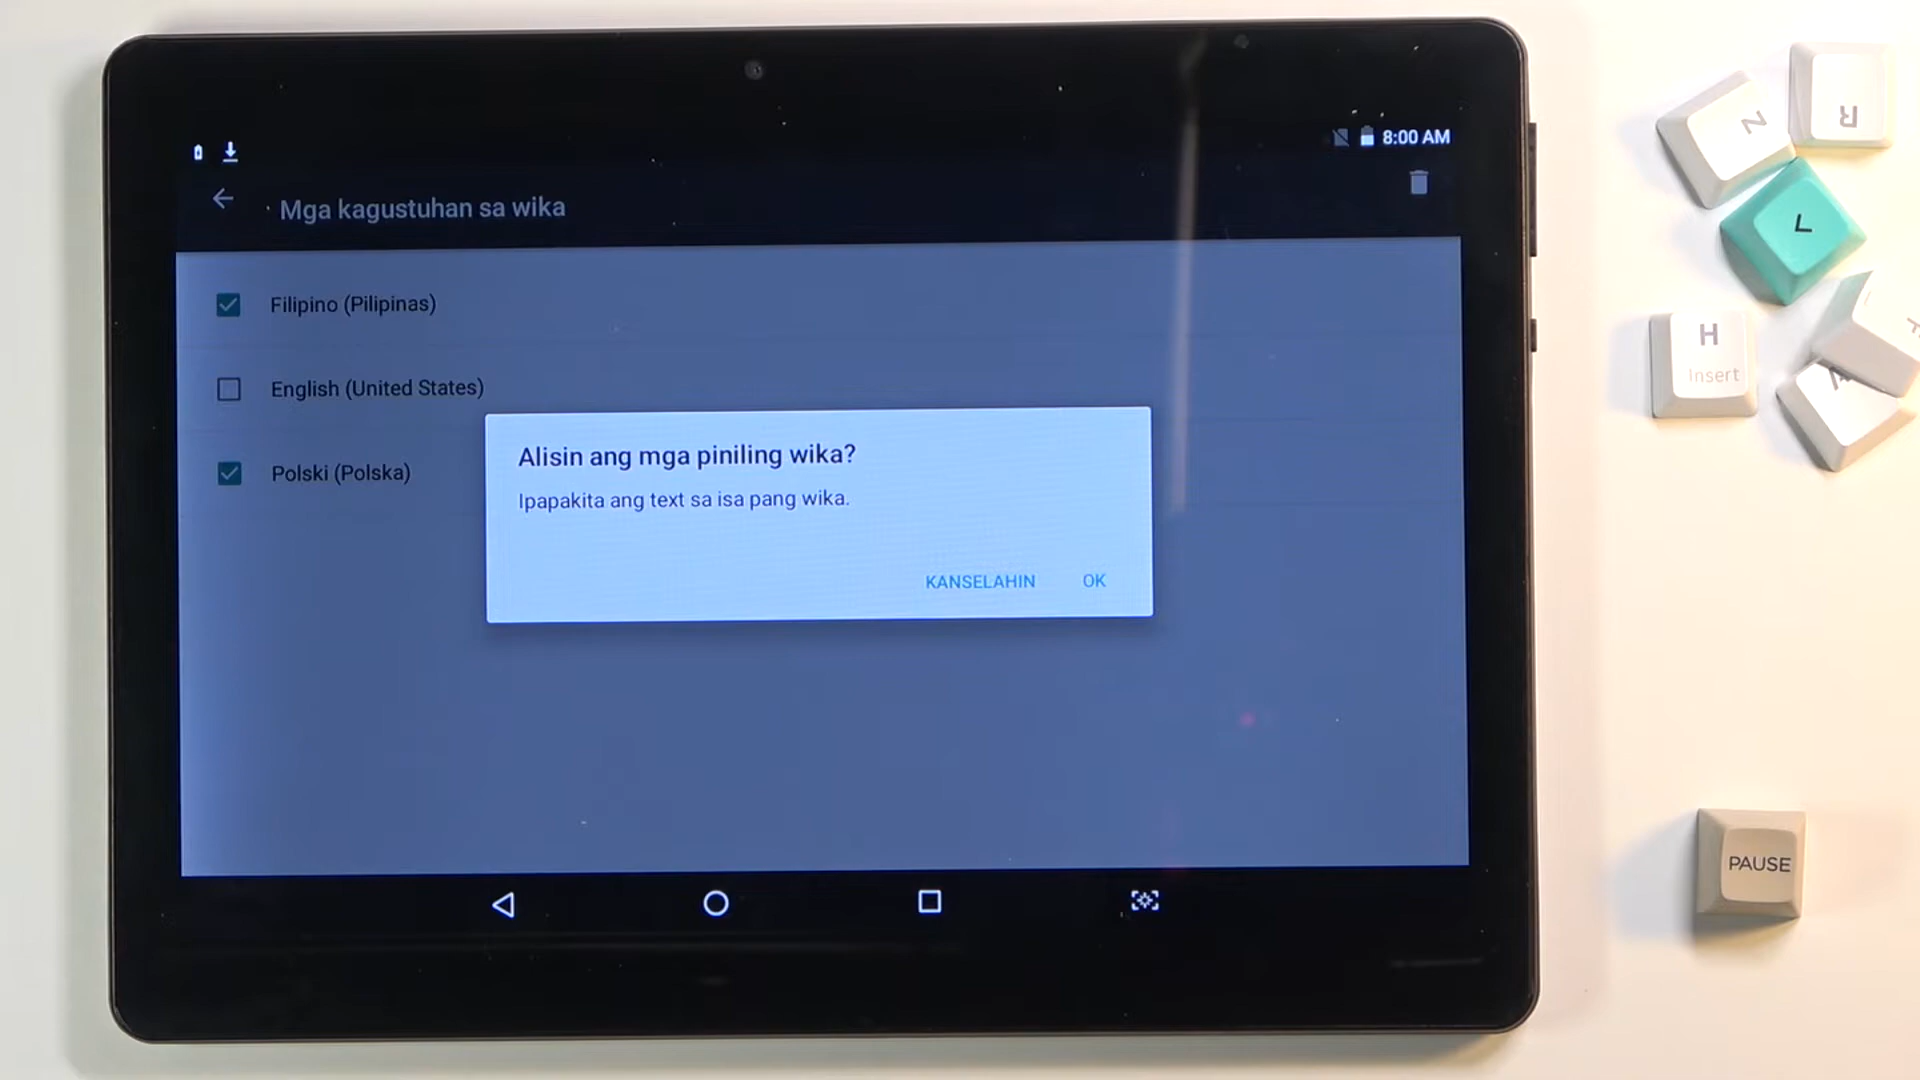 8:00 AM
Mga kagustuhan sa wika
Filipino (Pilipinas)
English (United States)
Polski (Polska)
Alisin ang mga piniling wika?
Ipapakita ang text sa isa pang wika.
KANSELAHIN OK
N
R
L
H
Insert
PAUSE